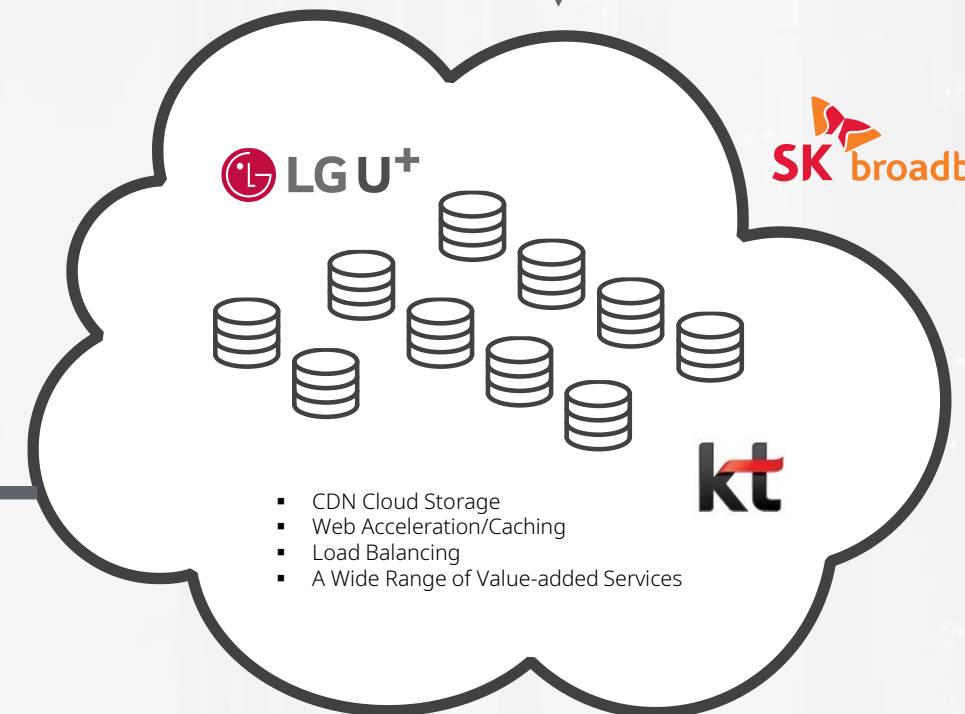 LG U+
SK broadb
kt
CDN Cloud Storage
Web Acceleration/Caching
Load Balancing
A Wide Range of Value-added Services